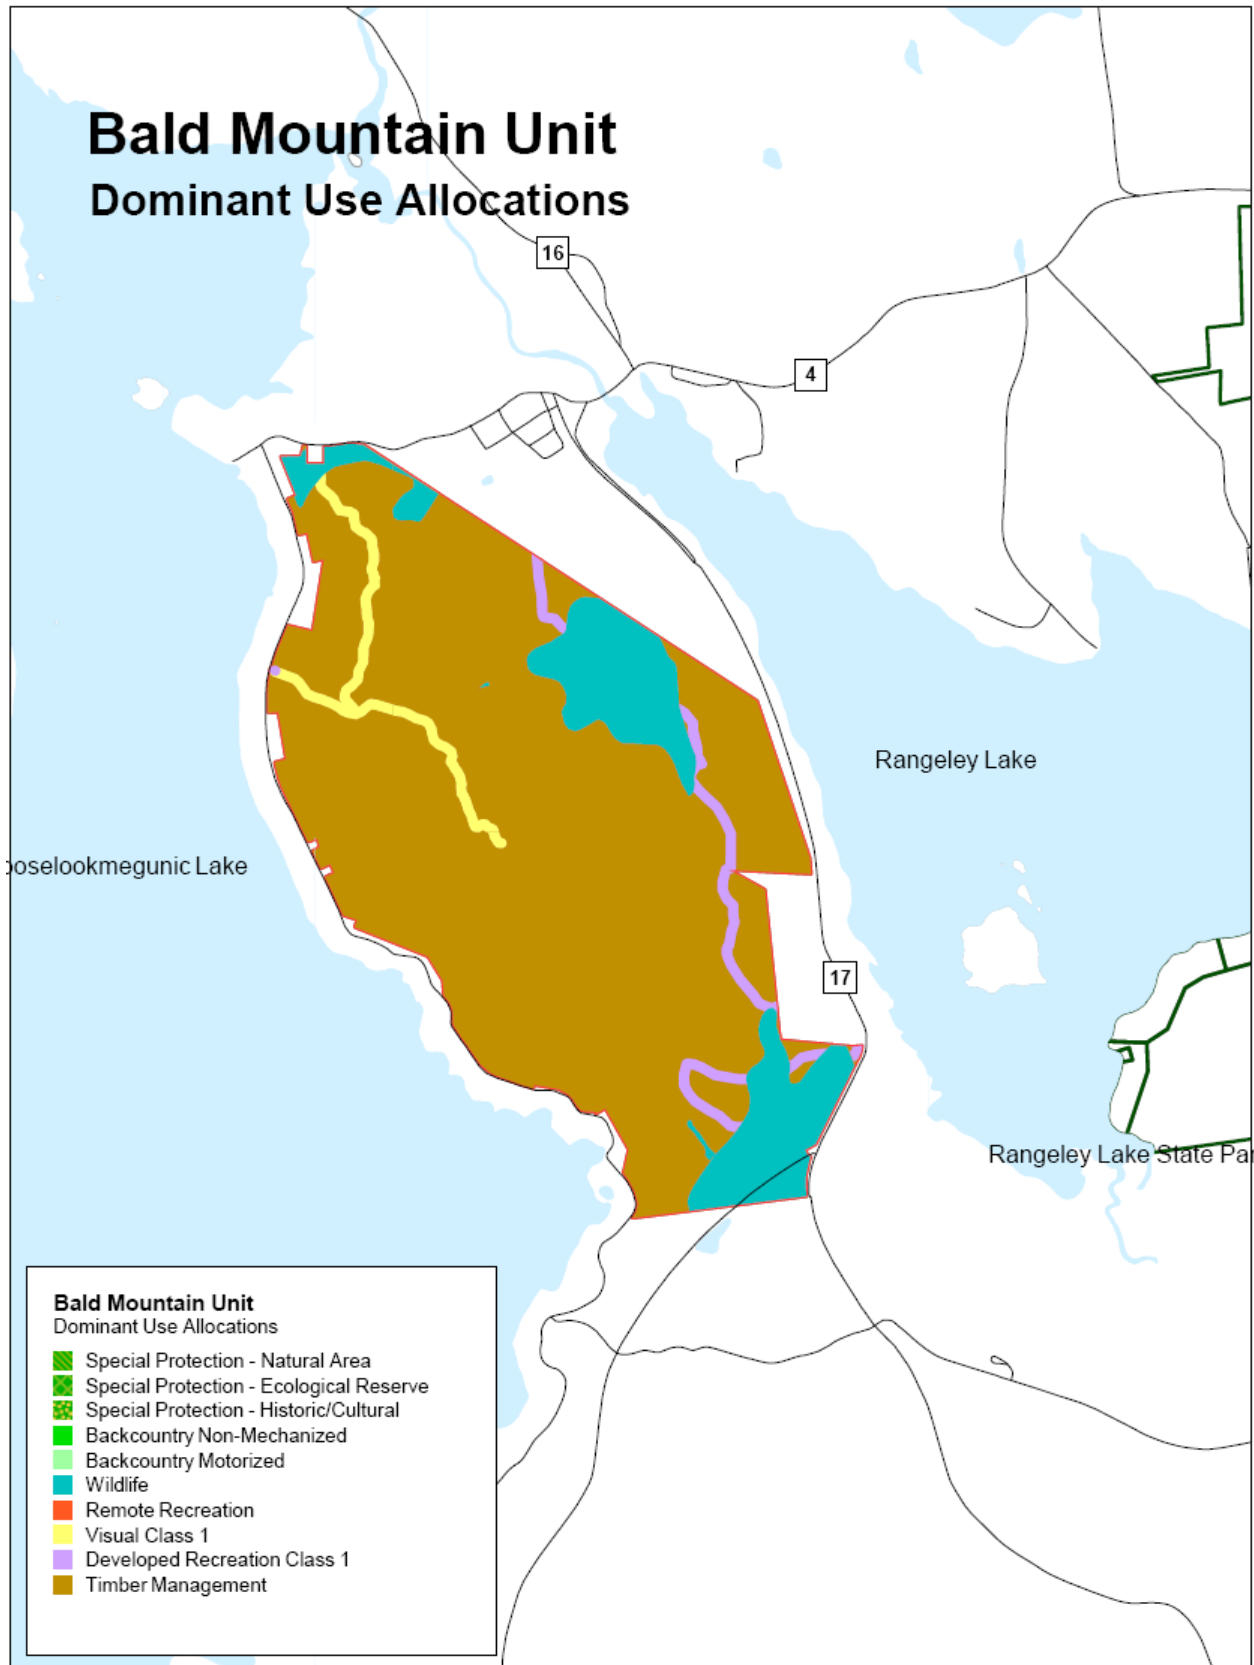 Bald Mountain Unit
Dominant Use Allocations
16
4
Rangeley Lake
ooselookmegunic Lake
17
Rangeley Lake State Pa
Bald Mountain Unit
Dominant Use Allocations
Special Protection - Natural Area
Special Protection - Ecological Reserve
Special Protection - Historic/Cultural
Backcountry Non-Mechanized
Backcountry Motorized
Wildlife
Remote Recreation
Visual Class 1
Developed Recreation Class 1
Timber Management